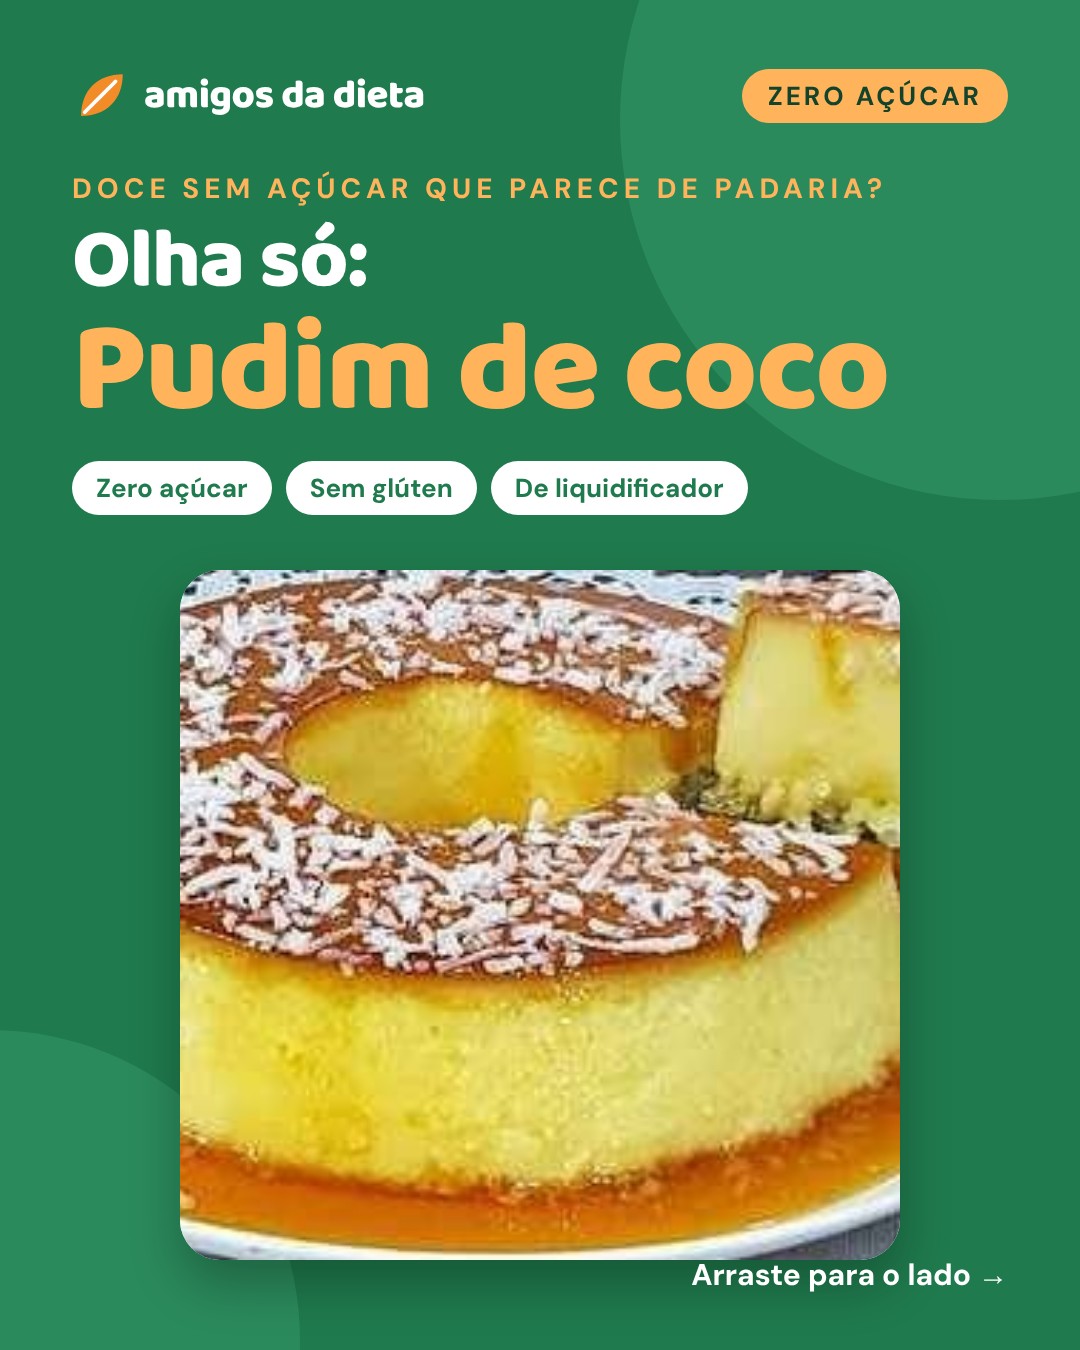 amigos da dieta
ZERO AÇÚCAR
DOCE SEM AÇÚCAR QUE PARECE DE PADARIA?
Olha só:
Pudim de coco
Zero açúcar
Sem glúten
De liquidificador
Arraste para o lado →